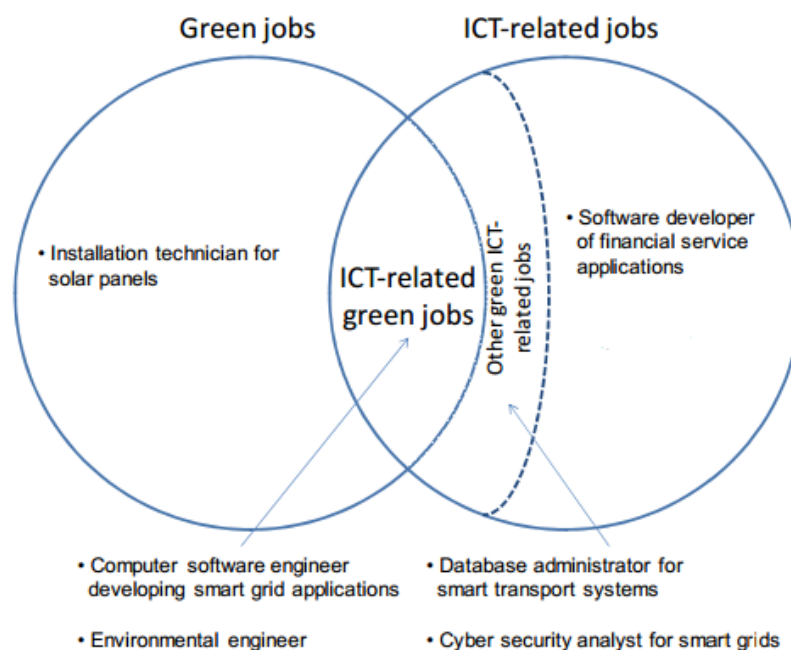 Green jobs
ICT-related jobs
• Installation technician for
solar panels
ICT-related
green jobs
Other green ICT-
related jobs
• Software developer
of financial service
applications
• Computer software engineer
developing smart grid applications
• Environmental engineer
• Database administrator for
smart transport systems
• Cyber security analyst for smart grids